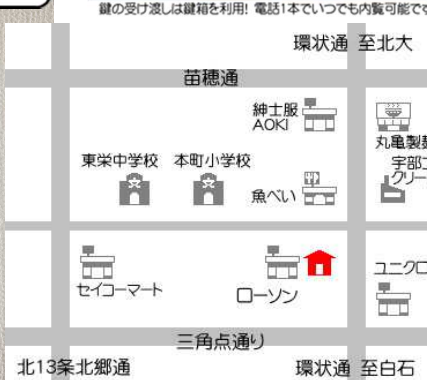 鍵の受け渡しは鍵箱を利用! 電話1本でいつでも内覧可能です
環状通 至北大
苗穂通
紳士服
AOKI
丸亀製麺
東栄中学校
本町小学校
宇部工
クリー
魚べい
セイコーマート
ローソン
ユニクロ
三角点通り
北13条北郷通
環状通 至白石